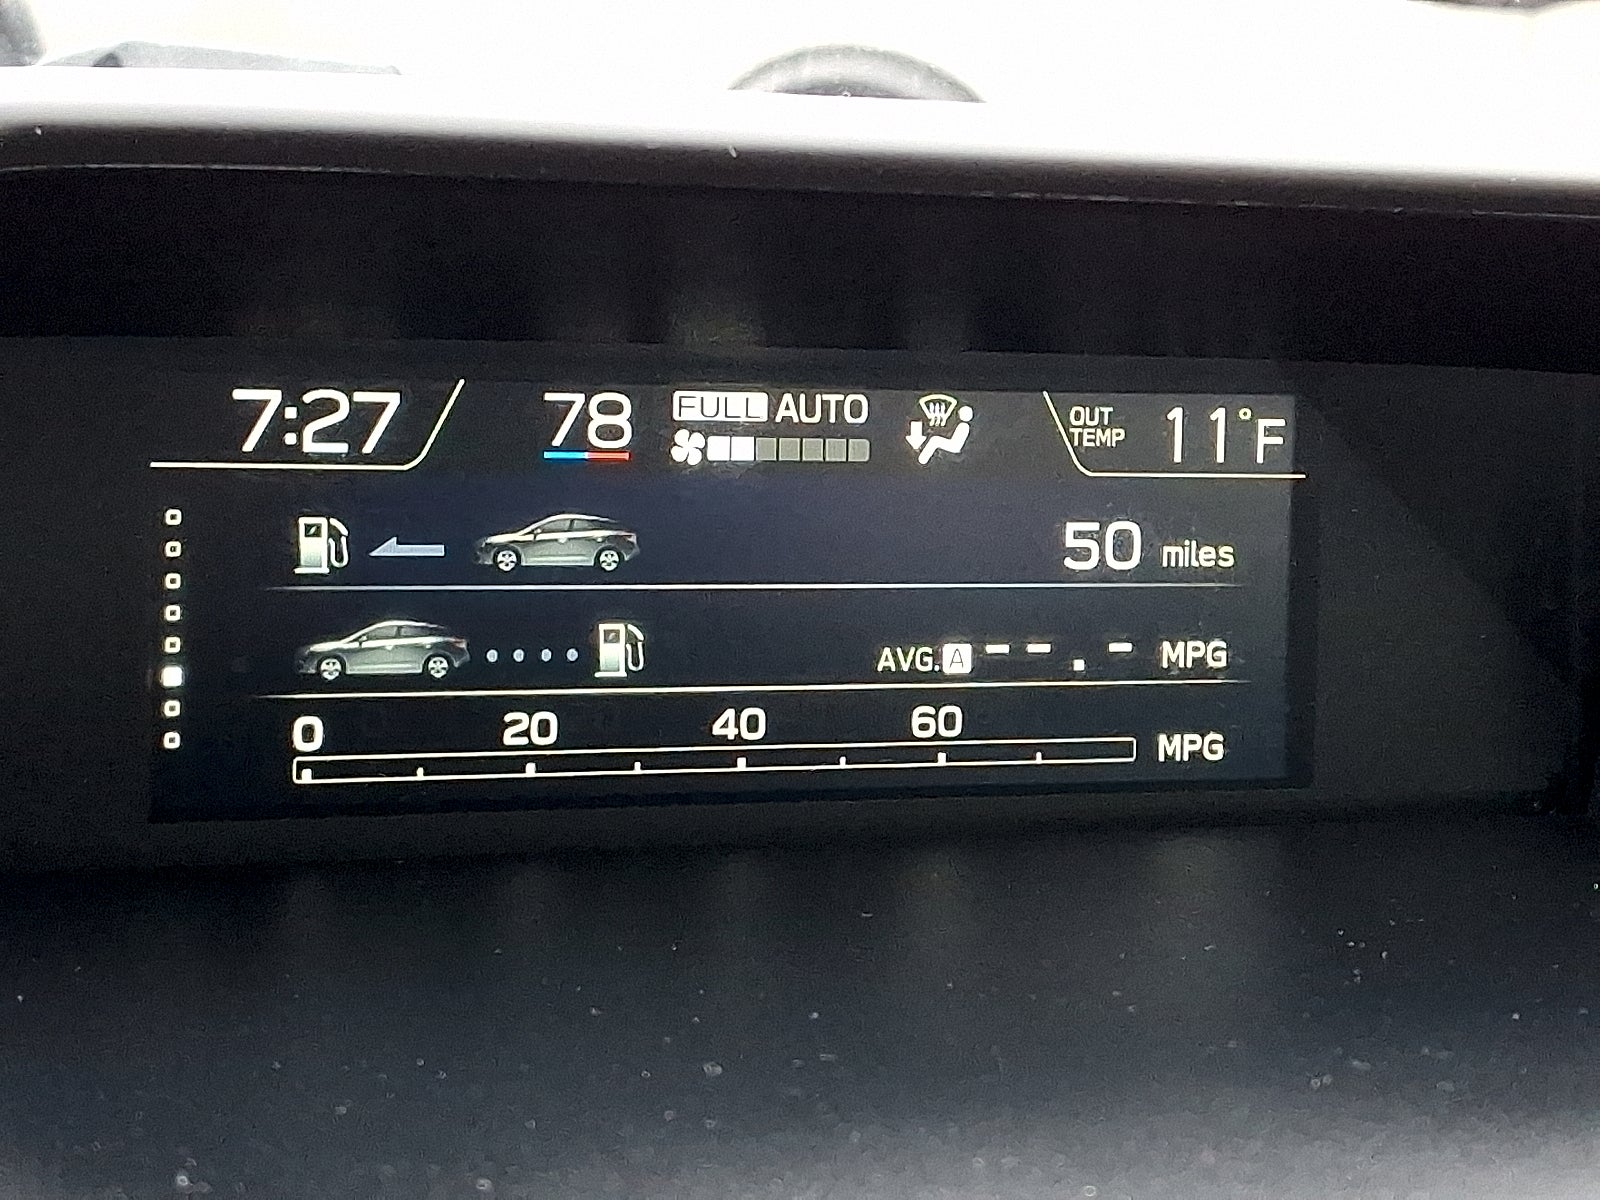 7:27 78 FULL AUTO OUT TEMP 11°F
50 miles
AVG. A --.- MPG
0 20 40 60
MPG